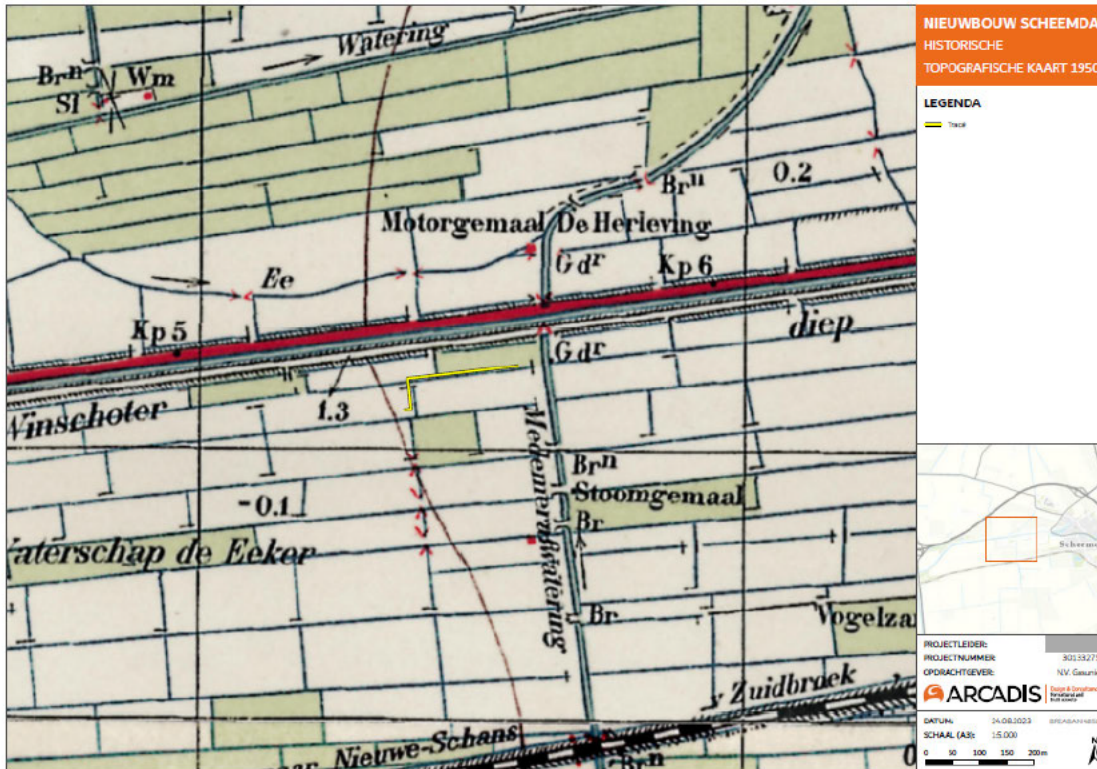 Watering
Brn
Wm
Sl
Brn
0.2
Motorgemaal De Herleving
Gdr
Kp 6
Ee
Kp 5
diep
Gdr
1.3
Winschoter
Brn
Stoomgemaal
-0.1
Br
Waterschap de Eeker
Br
Vogelza
Zuidbroek
Nieuwe-Schans
Brn
0
NIEUWBOUW SCHEEMDA
HISTORISCHE
TOPOGRAFISCHE KAART 1950
LEGENDA
Tracé
PROJECTLEIDER:
PROJECTNUMMER: 3013327
OPDRACHTGEVER: N.V. Gasunie
ARCADIS
DATUM: 24.08.2023
SCHAAL (A3): 1:5.000
0 50 100 150 200m
N